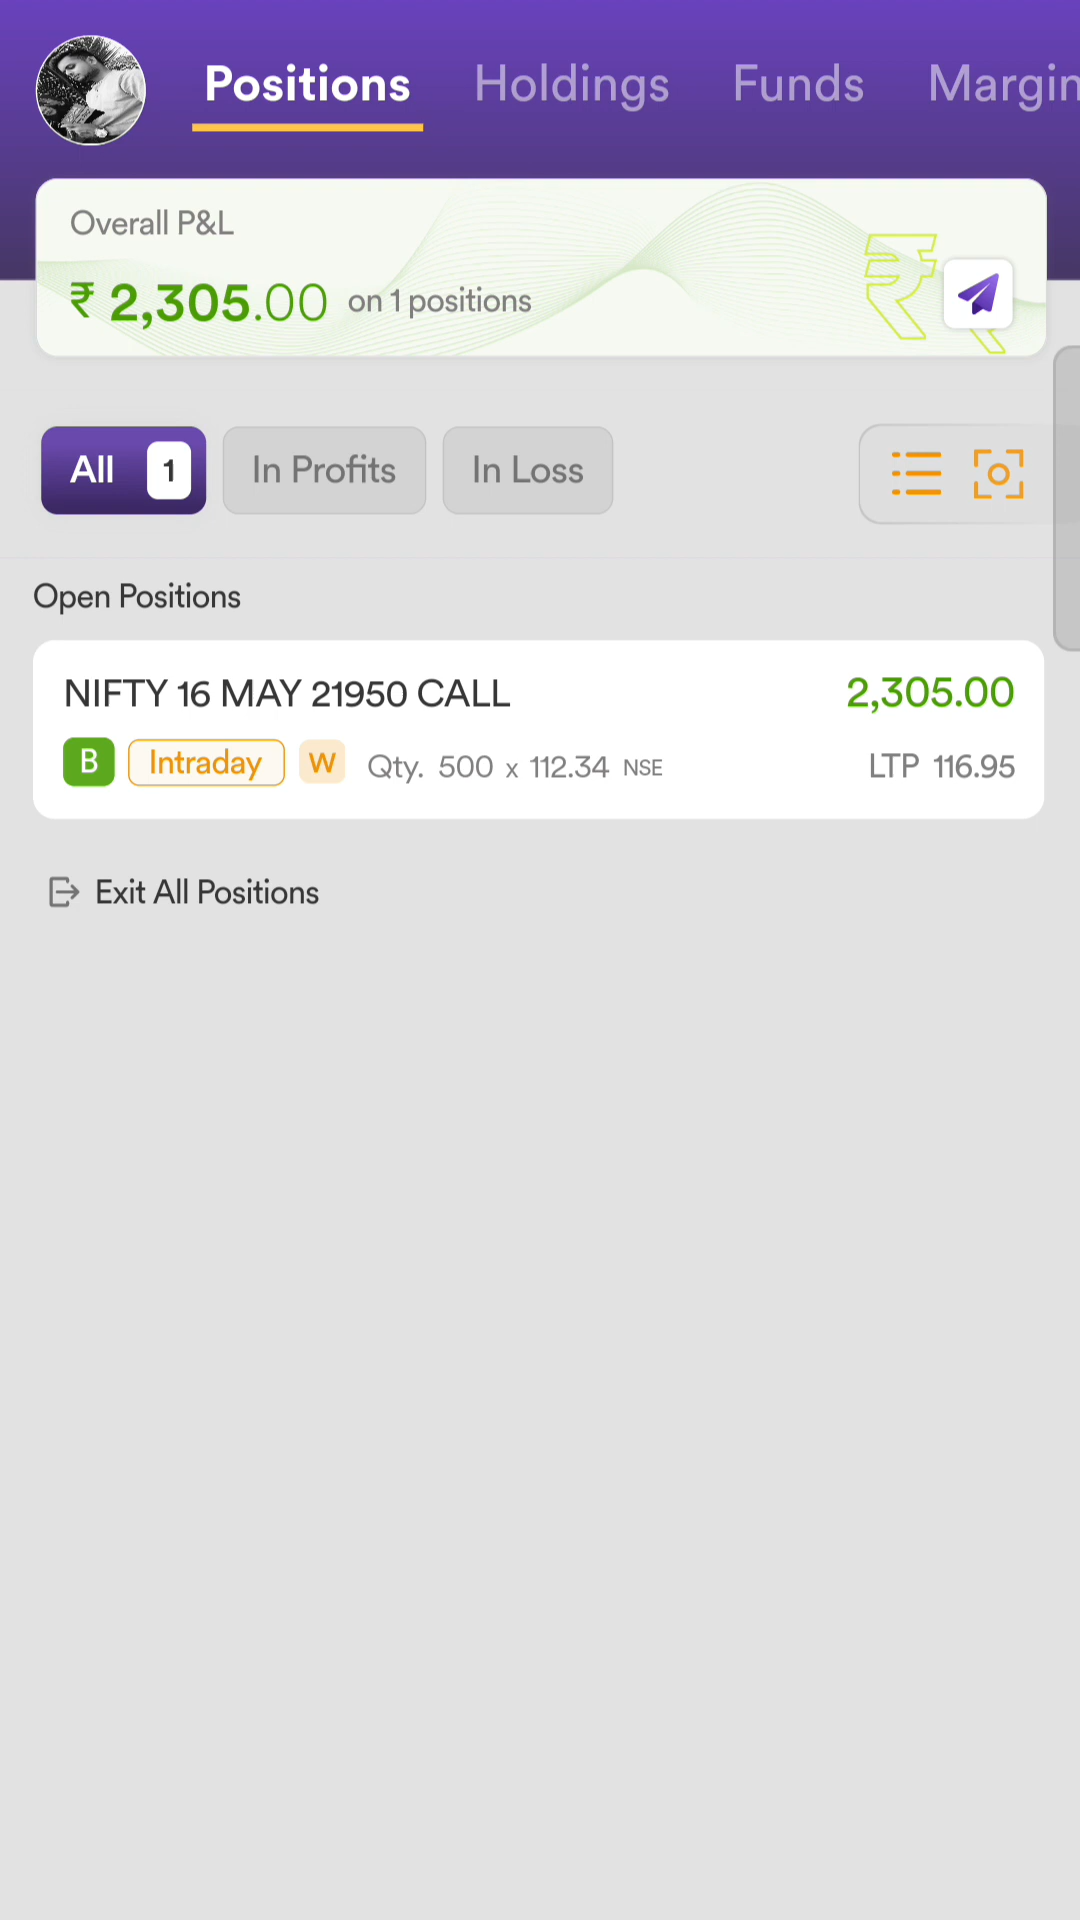 Positions Holdings Funds Margin
Overall P&L
₹ 2,305.00 on 1 positions
All 1 In Profits In Loss
Open Positions
NIFTY 16 MAY 21950 CALL 2,305.00
B Intraday W Qty. 500 x 112.34 NSE LTP 116.95
Exit All Positions